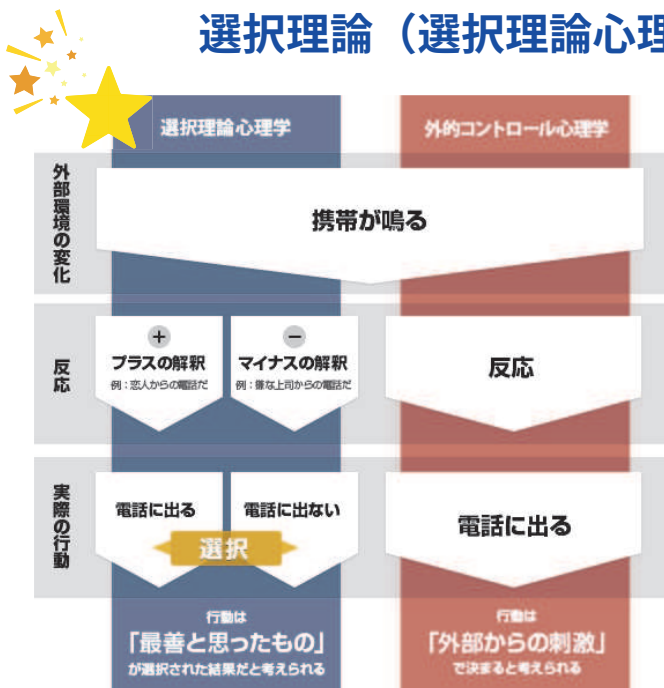 選択理論（選択理論心理
選択理論心理学
外的コントロール心理学
外部環境の変化
携帯が鳴る
反応
+
プラスの解釈
例：恋人からの電話だ
−
マイナスの解釈
例：嫌な上司からの電話だ
反応
実際の行動
電話に出る
電話に出ない
選択
電話に出る
行動は
「最善と思ったもの」
が選択された結果だと考えられる
行動は
「外部からの刺激」
で決まると考えられる